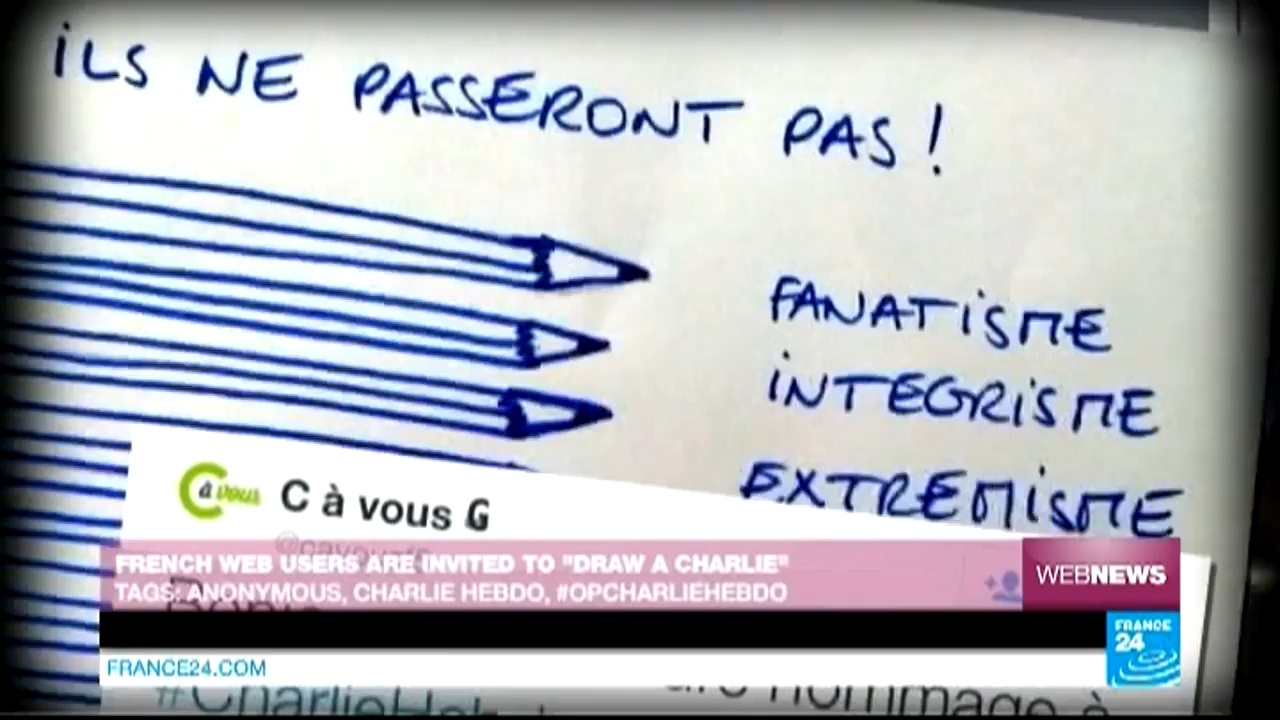 iLS NE PASSERONT PAS !
FANATiSME
iNTEGRiSME
EXTREMiSME
C à vous
à vous
FRENCH WEB USERS ARE INVITED TO "DRAW A CHARLIE"
TAGS: ANONYMOUS, CHARLIE HEBDO, #OPCHARLIEHEBDO
WEBNEWS
FRANCE
24
FRANCE24.COM
hommage à